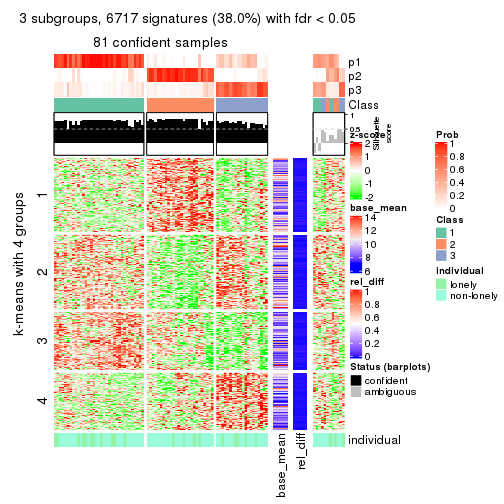 3 subgroups, 6717 signatures (38.0%) with fdr < 0.05
81 confident samples
p1
p2
p3
Class
1
0.5
0
Silhouette
score
z-score
2
1
0
-1
-2
base_mean
14
12
10
8
6
rel_diff
1
0.8
0.6
0.4
0.2
0
Status (barplots)
confident
ambiguous
Prob
1
0.8
0.6
0.4
0.2
0
Class
1
2
3
individual
lonely
non-lonely
k-means with 4 groups
1
2
3
4
individual
base_mean
rel_diff